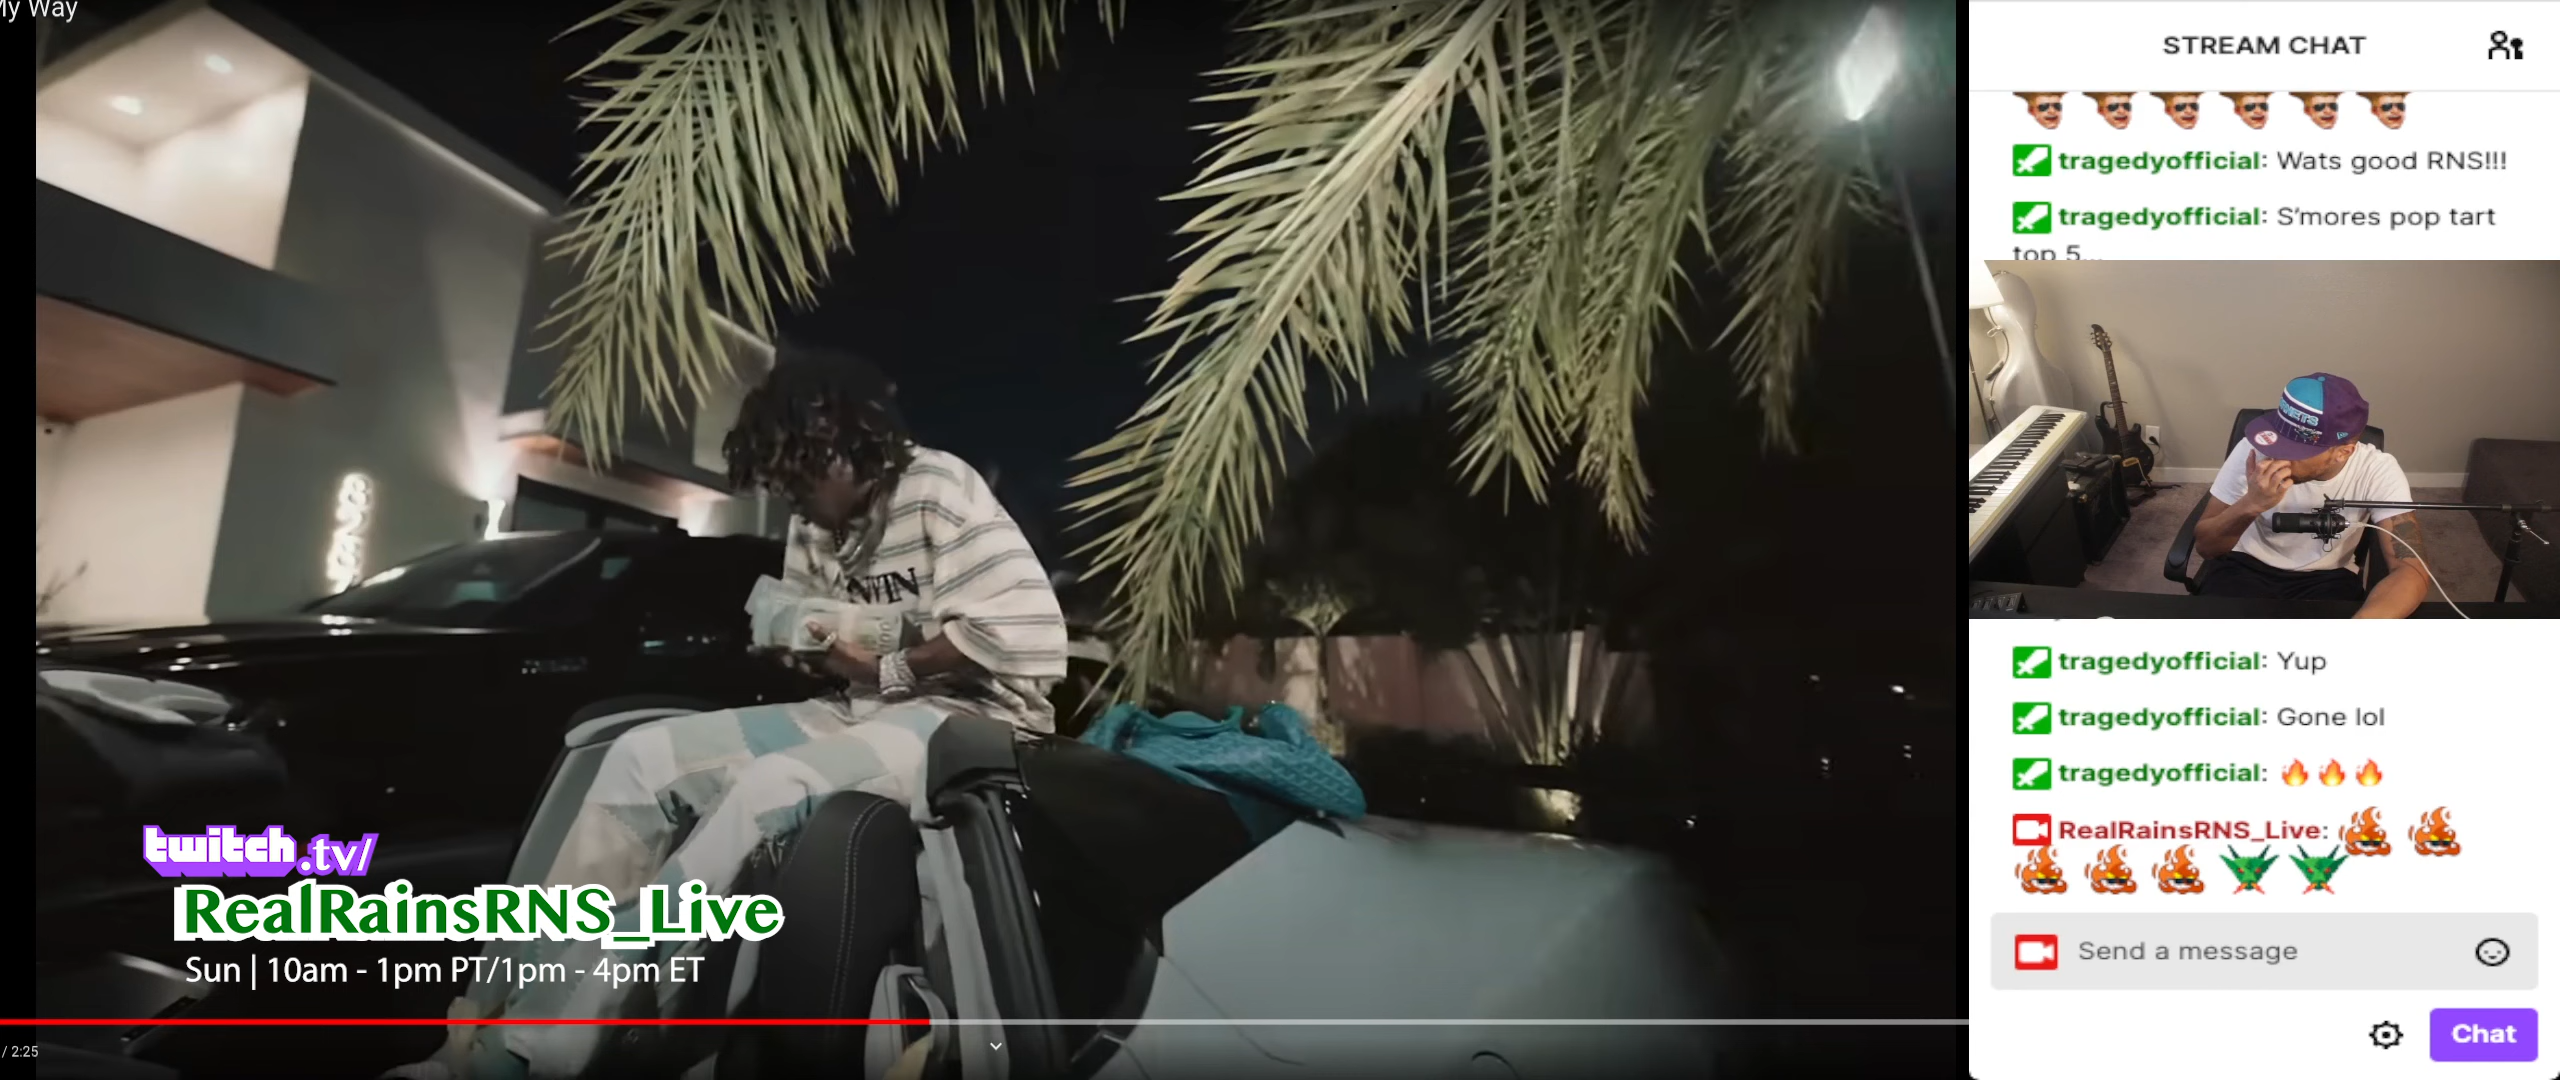 My Way
STREAM CHAT
tragedyofficial: Wats good RNS!!!
tragedyofficial: S'mores pop tart
top 5...
tragedyofficial: Yup
tragedyofficial: Gone lol
tragedyofficial: 🔥🔥🔥
RealRainsRNS_Live:
Send a message
Chat
twitch.tv/
RealRainsRNS_Live
Sun | 10am - 1pm PT/1pm - 4pm ET
/ 2:25